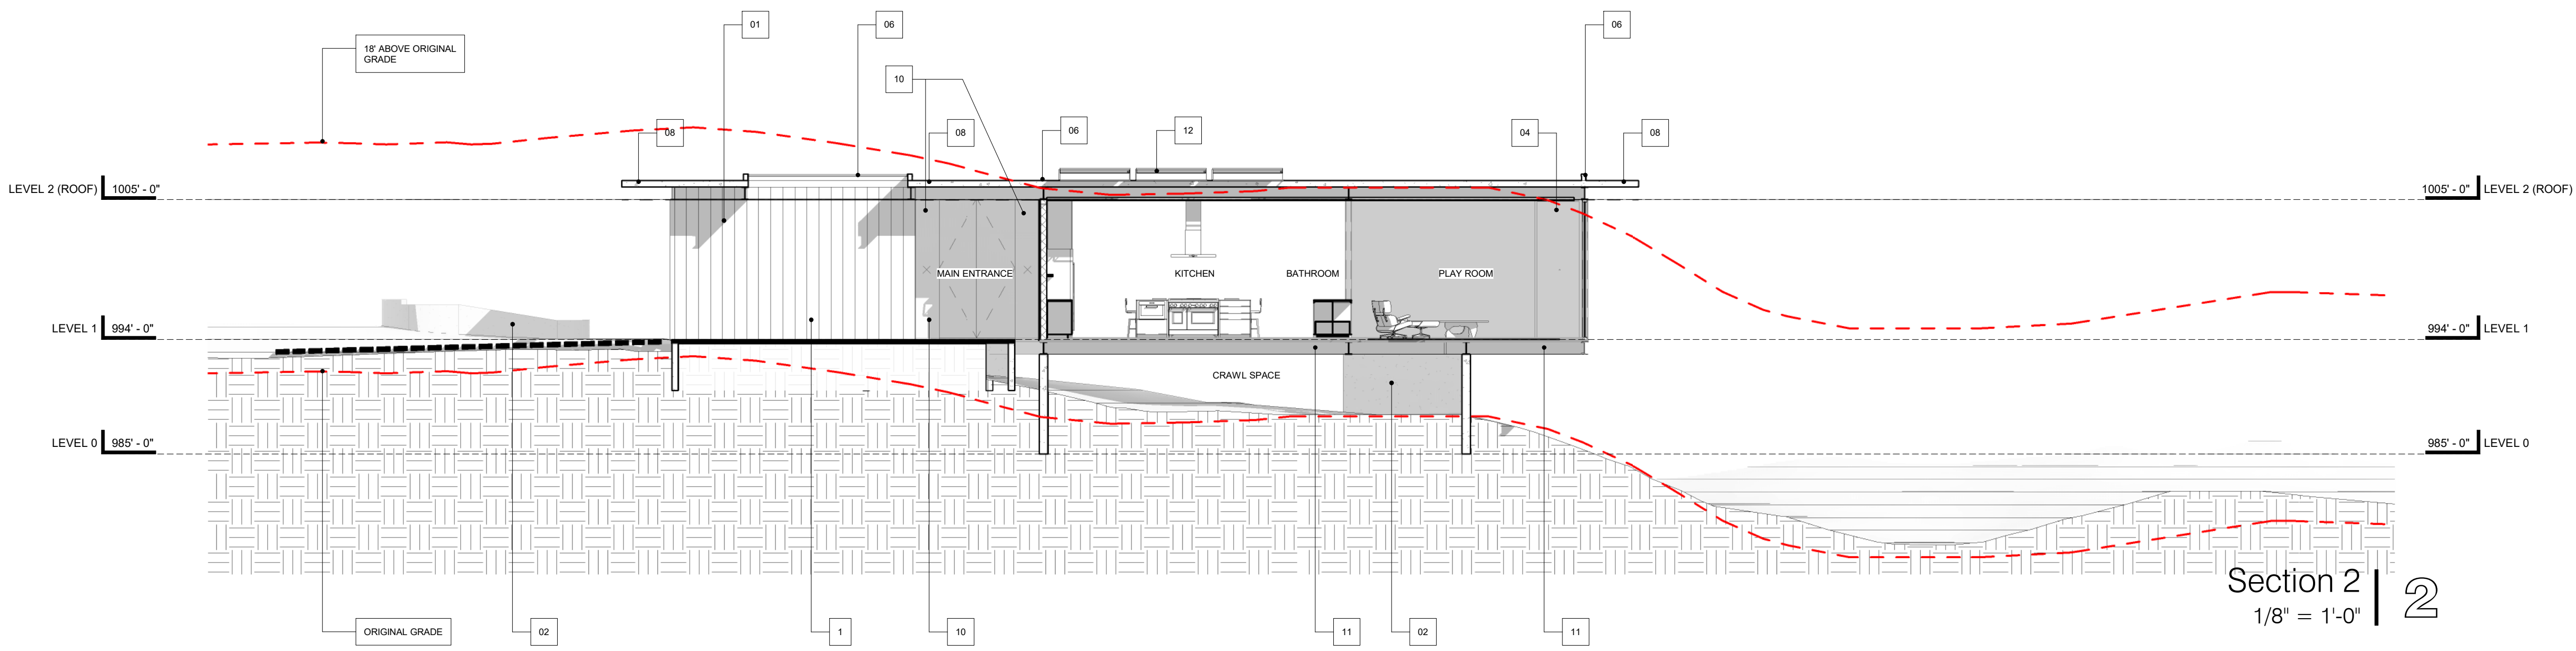 01
06
06
18' ABOVE ORIGINAL
GRADE
10
08
08
06
12
04
08
LEVEL 2 (ROOF) 1005' - 0"
1005' - 0" LEVEL 2 (ROOF)
MAIN ENTRANCE
KITCHEN
BATHROOM
PLAY ROOM
LEVEL 1 994' - 0"
994' - 0" LEVEL 1
CRAWL SPACE
LEVEL 0 985' - 0"
985' - 0" LEVEL 0
Section 2
2
1/8" = 1'-0"
ORIGINAL GRADE
02
1
10
11
02
11